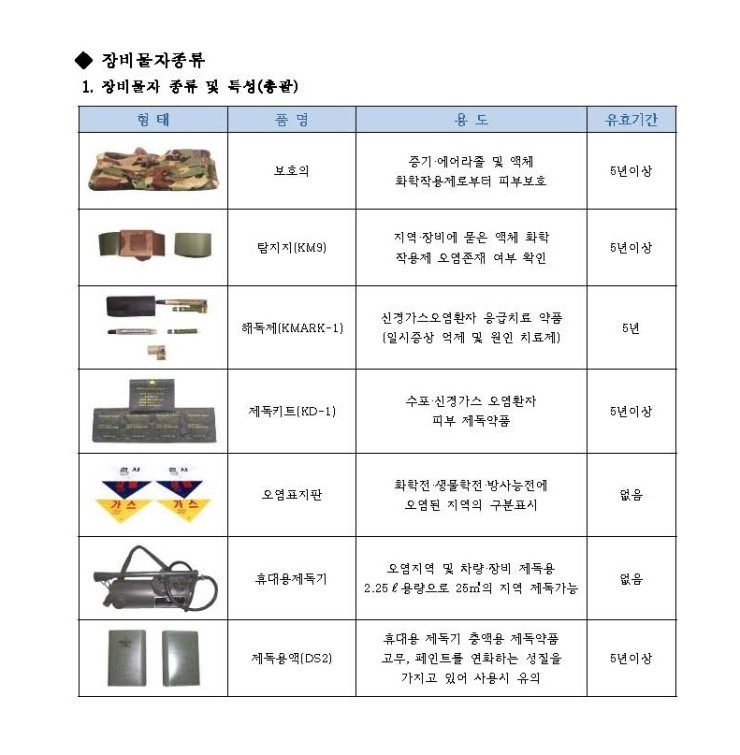 ◆ 장비물자종류
1. 장비물자 종류 및 특성(총괄)
형 태 품 명 용 도 유효기간
보호의 증기·에어라졸 및 액체 5년이상
화학작용제로부터 피부보호
탐지지(KM9) 지역·장비에 묻은 액체 화학 5년이상
작용제 오염존재 여부 확인
해독제(KMARK-1) 신경가스오염환자 응급치료 약품 5년
(일시증상 억제 및 원인 치료제)
제독키트(KD-1) 수포·신경가스 오염환자 5년이상
피부 제독약품
가스 가스
오염표지판 화학전·생물학전·방사능전에 없음
오염된 지역의 구분표시
휴대용제독기 오염지역 및 차량·장비 제독용 없음
2.25ℓ용량으로 25㎡의 지역 제독가능
제독용액(DS2) 휴대용 제독기 충액용 제독약품 5년이상
고무, 페인트를 연화하는 성질을
가지고 있어 사용시 유의